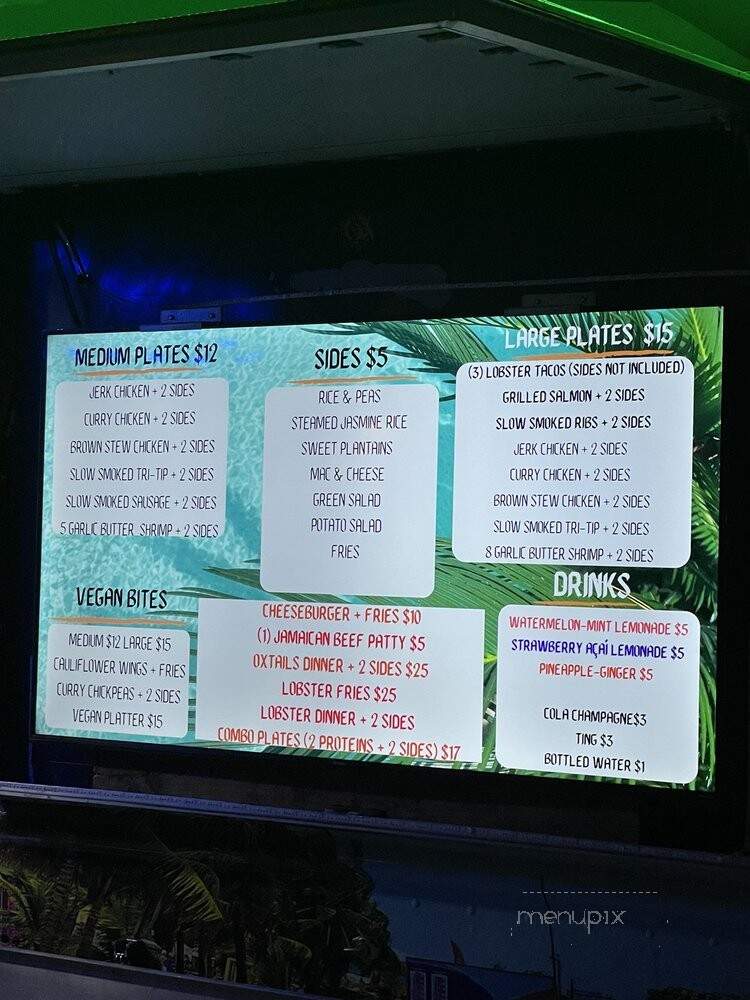 MEDIUM PLATES $12
JERK CHICKEN + 2 SIDES
CURRY CHICKEN + 2 SIDES
BROWN STEW CHICKEN + 2 SIDES
SLOW SMOKED TRI-TIP + 2 SIDES
SLOW SMOKED SAUSAGE + 2 SIDES
5 GARLIC BUTTER SHRIMP + 2 SIDES
SIDES $5
RICE & PEAS
STEAMED JASMINE RICE
SWEET PLANTAINS
MAC & CHEESE
GREEN SALAD
POTATO SALAD
FRIES
LARGE PLATES $15
(3) LOBSTER TACOS (SIDES NOT INCLUDED)
GRILLED SALMON + 2 SIDES
SLOW SMOKED RIBS + 2 SIDES
JERK CHICKEN + 2 SIDES
CURRY CHICKEN + 2 SIDES
BROWN STEW CHICKEN + 2 SIDES
SLOW SMOKED TRI-TIP + 2 SIDES
8 GARLIC BUTTER SHRIMP + 2 SIDES
VEGAN BITES
MEDIUM $12 LARGE $15
CAULIFLOWER WINGS + FRIES
CURRY CHICKPEAS + 2 SIDES
VEGAN PLATTER $15
CHEESEBURGER + FRIES $10
(1) JAMAICAN BEEF PATTY $5
OXTAILS DINNER + 2 SIDES $25
LOBSTER FRIES $25
LOBSTER DINNER + 2 SIDES
COMBO PLATES (2 PROTEINS + 2 SIDES) $17
DRINKS
WATERMELON-MINT LEMONADE $5
STRAWBERRY AÇAÍ LEMONADE $5
PINEAPPLE-GINGER $5
COLA CHAMPAGNE$3
TING $3
BOTTLED WATER $1
menupix